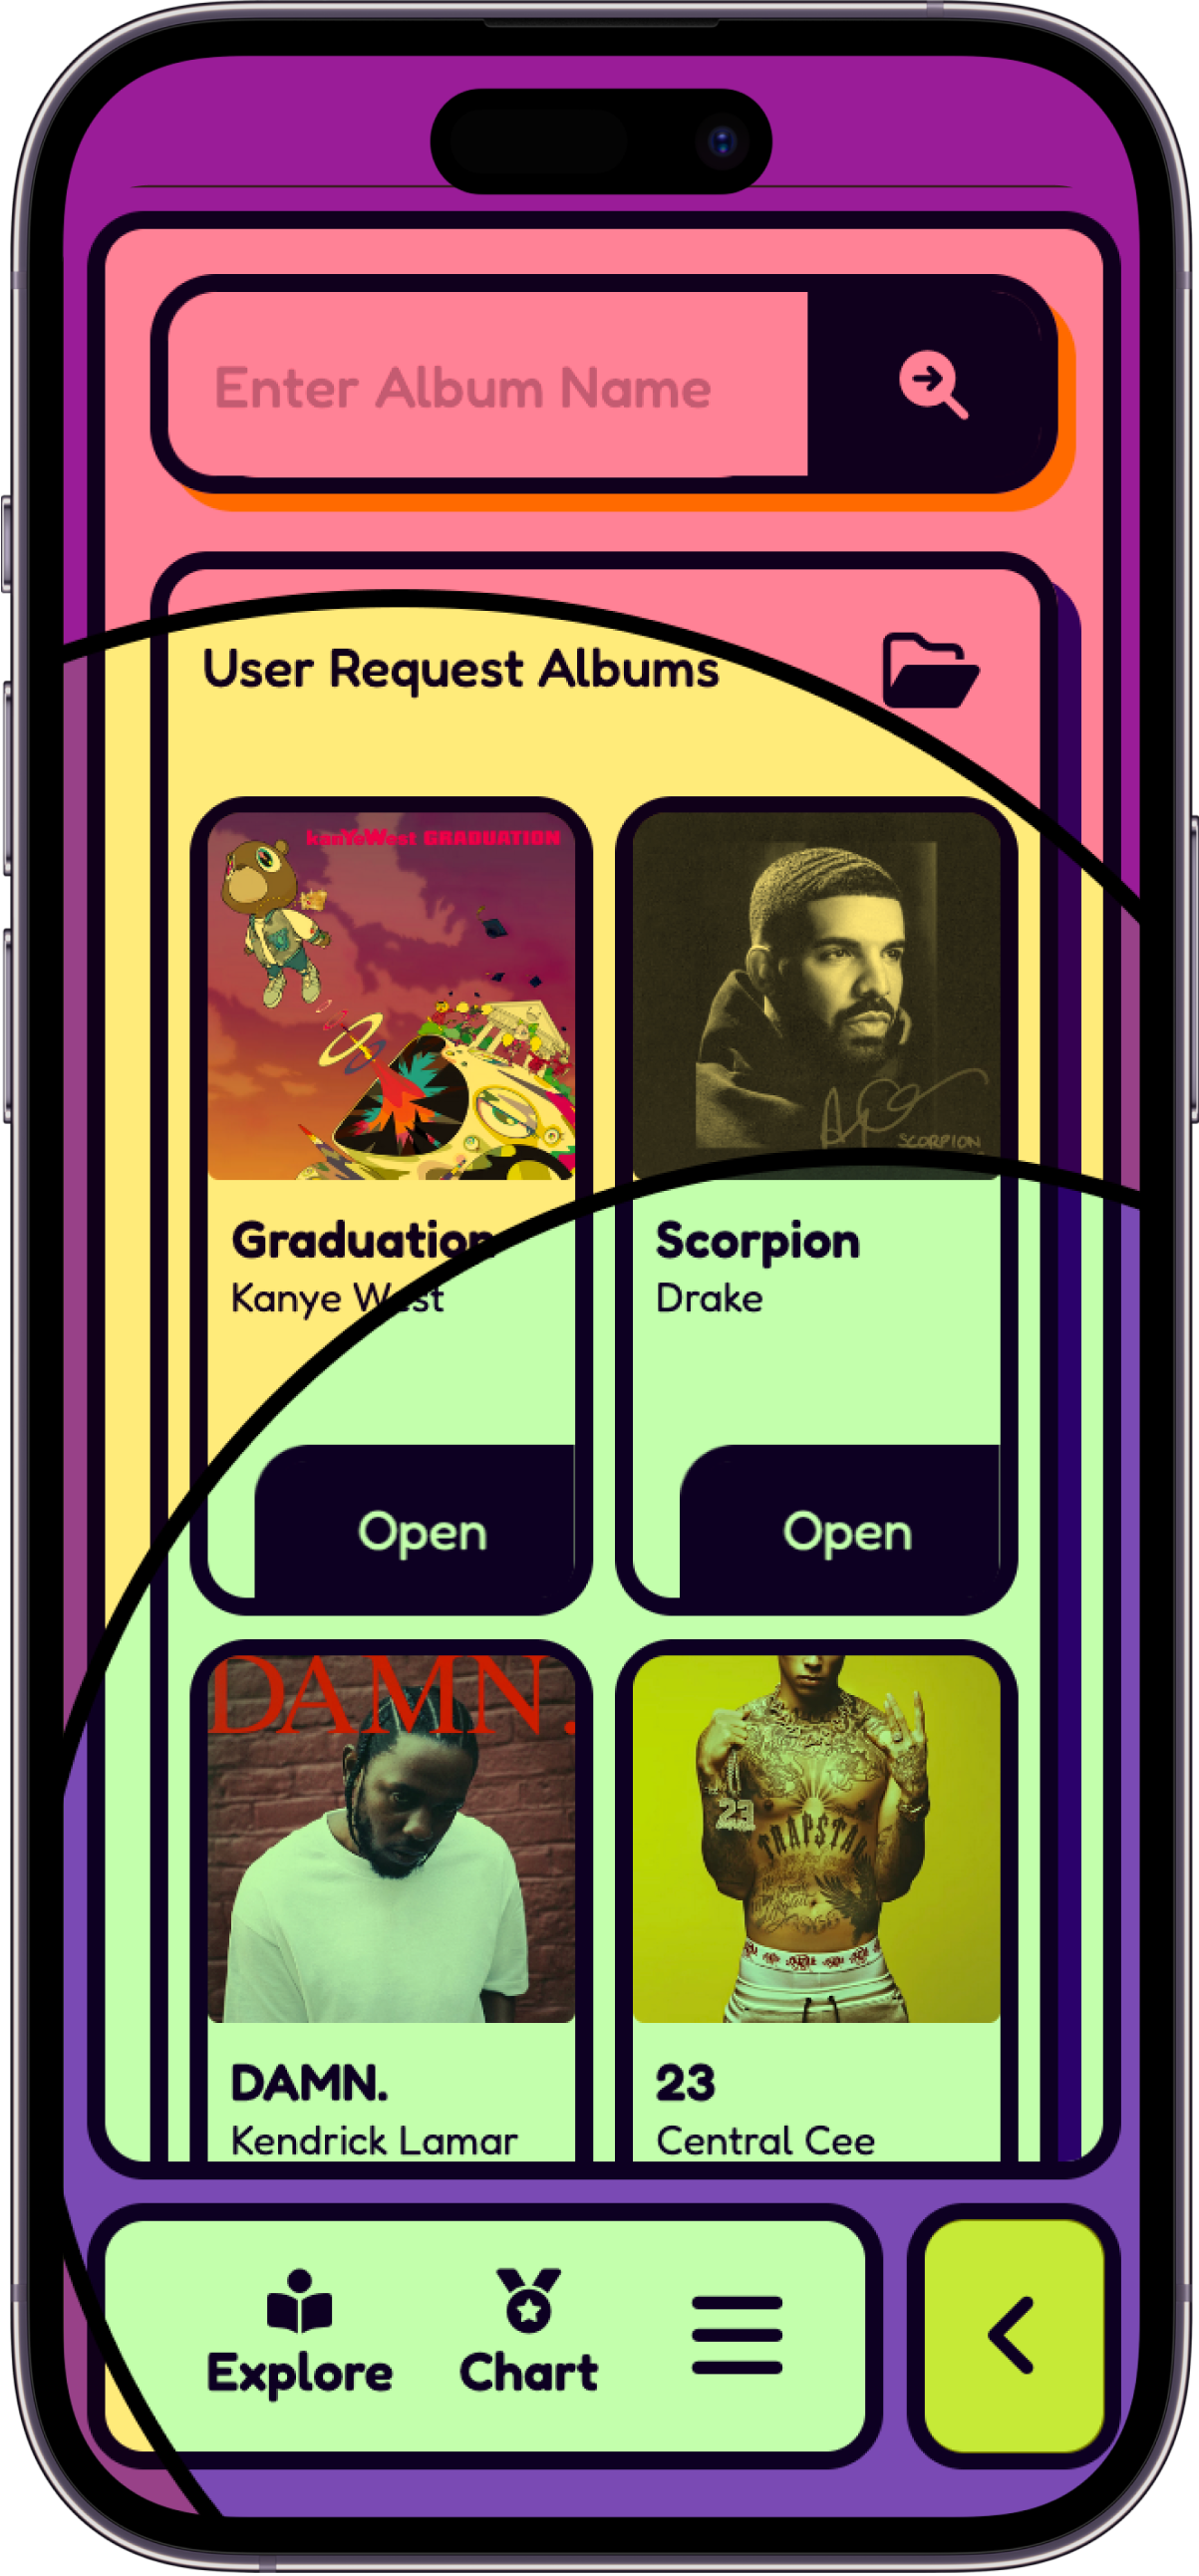 Enter Album Name
User Request Albums
kanYeWest GRADUATION
SCORPION
Graduation
Kanye West
Scorpion
Drake
Open
Open
DAMN.
23
TRAPSTAR
DAMN.
Kendrick Lamar
23
Central Cee
Explore
Chart